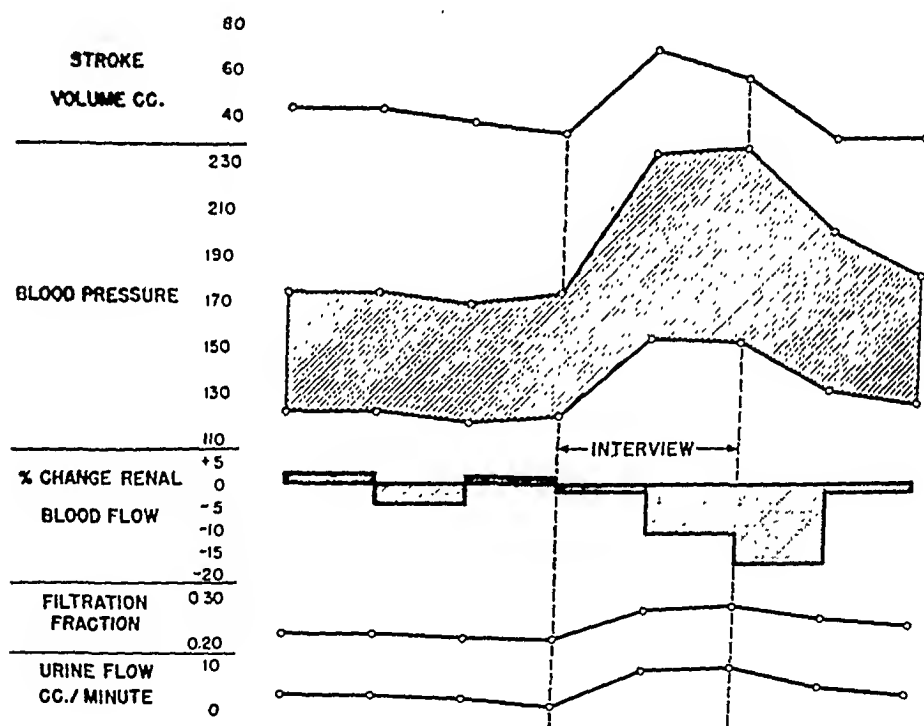 80
STROKE
60
VOLUME CC.
40
230
210
190
BLOOD PRESSURE
170
150
130
110
INTERVIEW
+5
% CHANGE RENAL
0
BLOOD FLOW
-5
-10
-15
-20
FILTRATION
0.30
FRACTION
0.20
URINE FLOW
10
CC./MINUTE
0